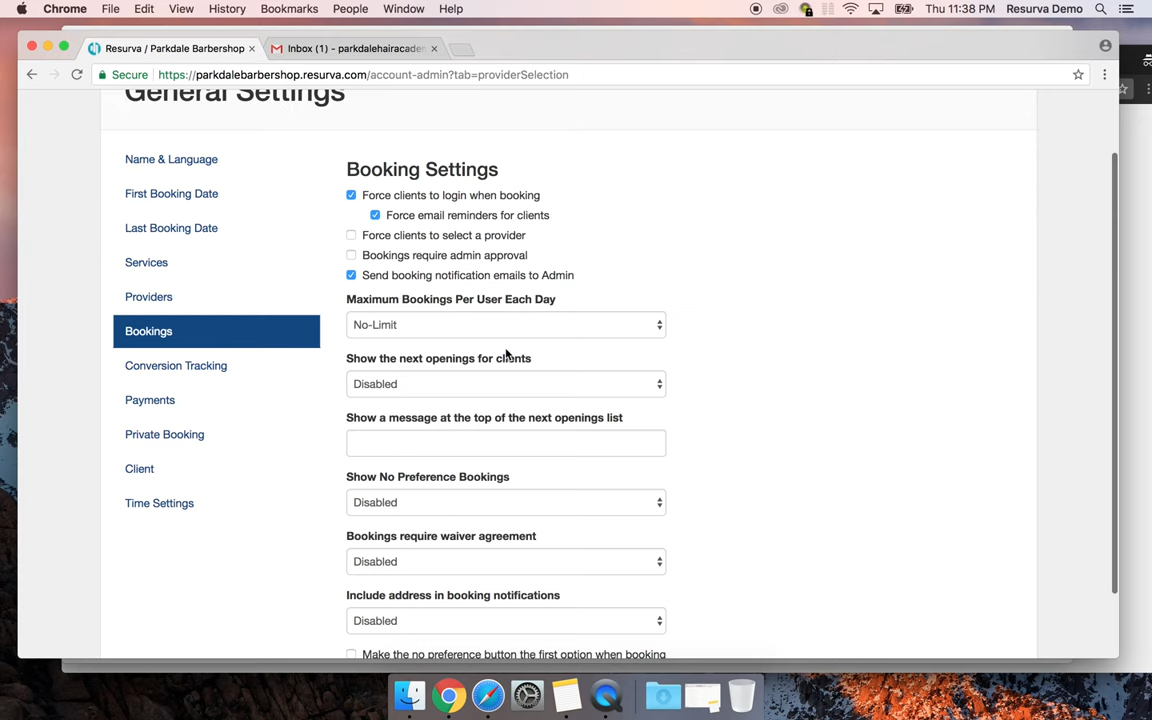 Chrome File Edit View History Bookmarks People Window Help Thu 11:38 PM Resurva Demo
Resurva / Parkdale Barbershop
Inbox (1) - parkdalehairacaden
Secure https://parkdalebarbershop.resurva.com/account-admin?tab=providerSelection
General Settings
Name & Language
First Booking Date
Last Booking Date
Services
Providers
Bookings
Conversion Tracking
Payments
Private Booking
Client
Time Settings
Booking Settings
Force clients to login when booking
Force email reminders for clients
Force clients to select a provider
Bookings require admin approval
Send booking notification emails to Admin
Maximum Bookings Per User Each Day
No-Limit
Show the next openings for clients
Disabled
Show a message at the top of the next openings list
Show No Preference Bookings
Disabled
Bookings require waiver agreement
Disabled
Include address in booking notifications
Disabled
Make the no preference button the first option when booking